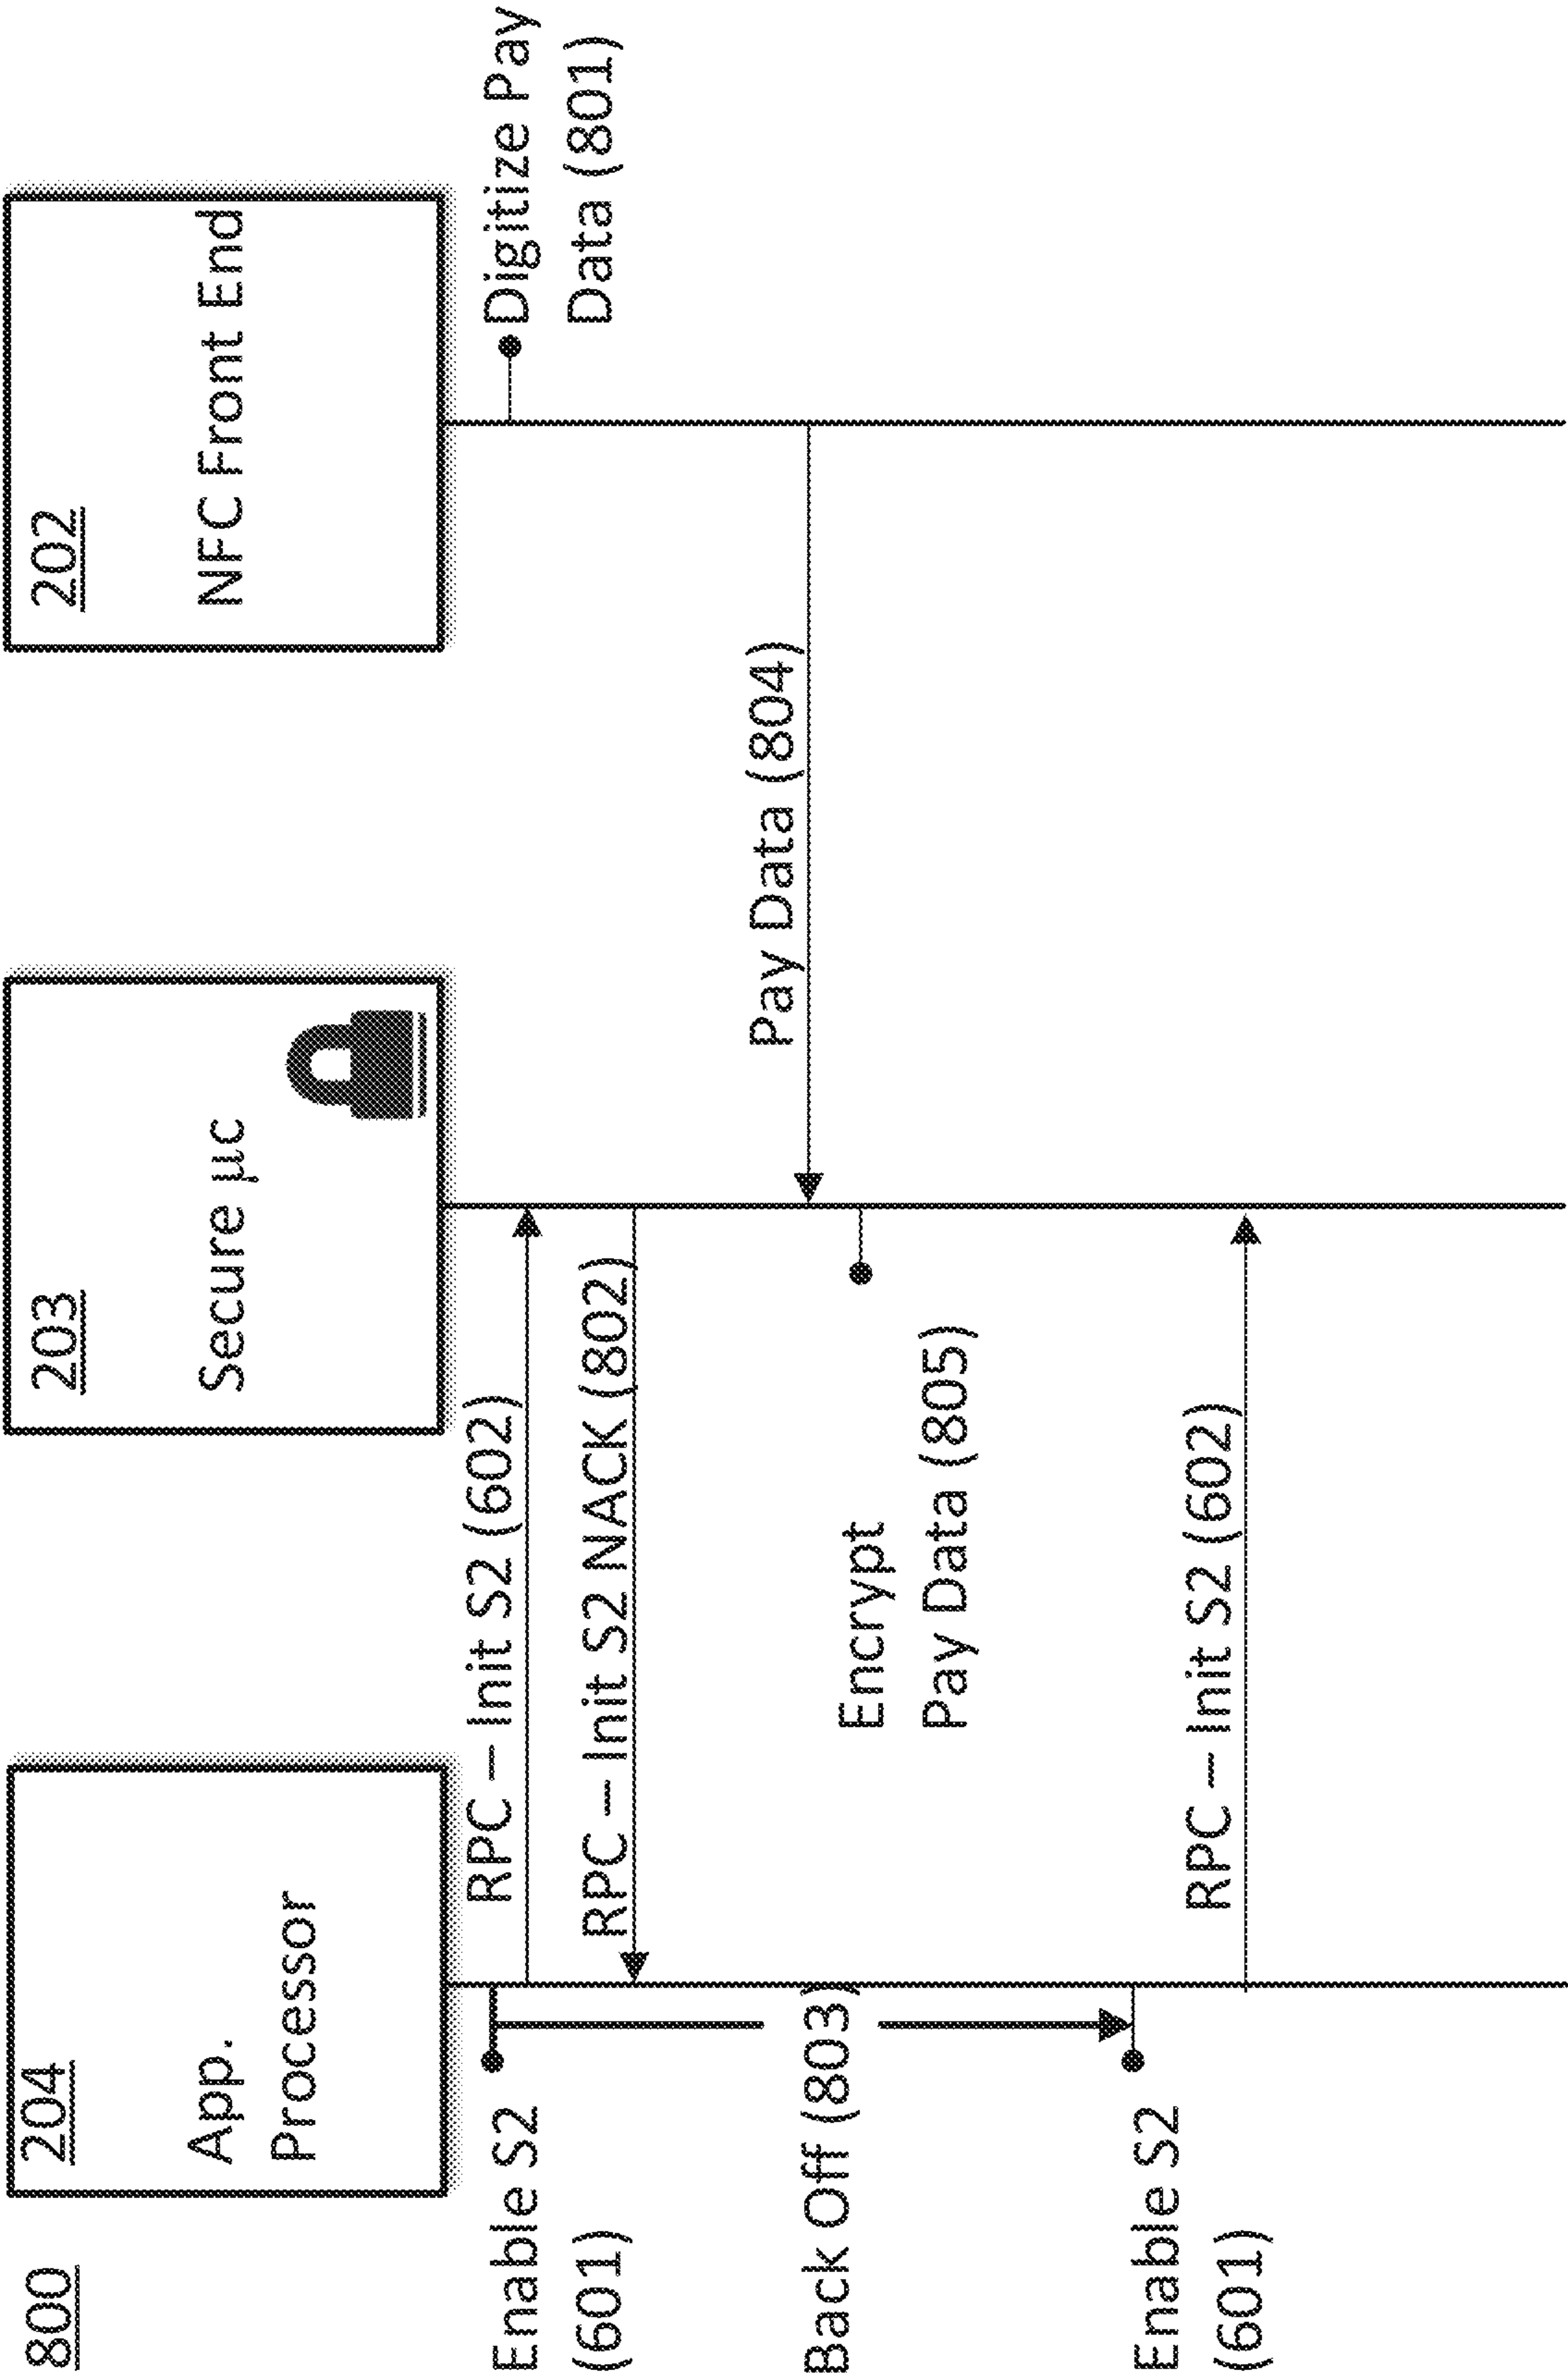 800
204
App.
Processor
203
Secure µc
202
NFC Front End
Enable S2
(601)
RPC – Init S2 (602)
Digitize Pay
Data (801)
RPC – Init S2 NACK (802)
Back Off (803)
Pay Data (804)
Encrypt
Pay Data (805)
Enable S2
(601)
RPC – Init S2 (602)